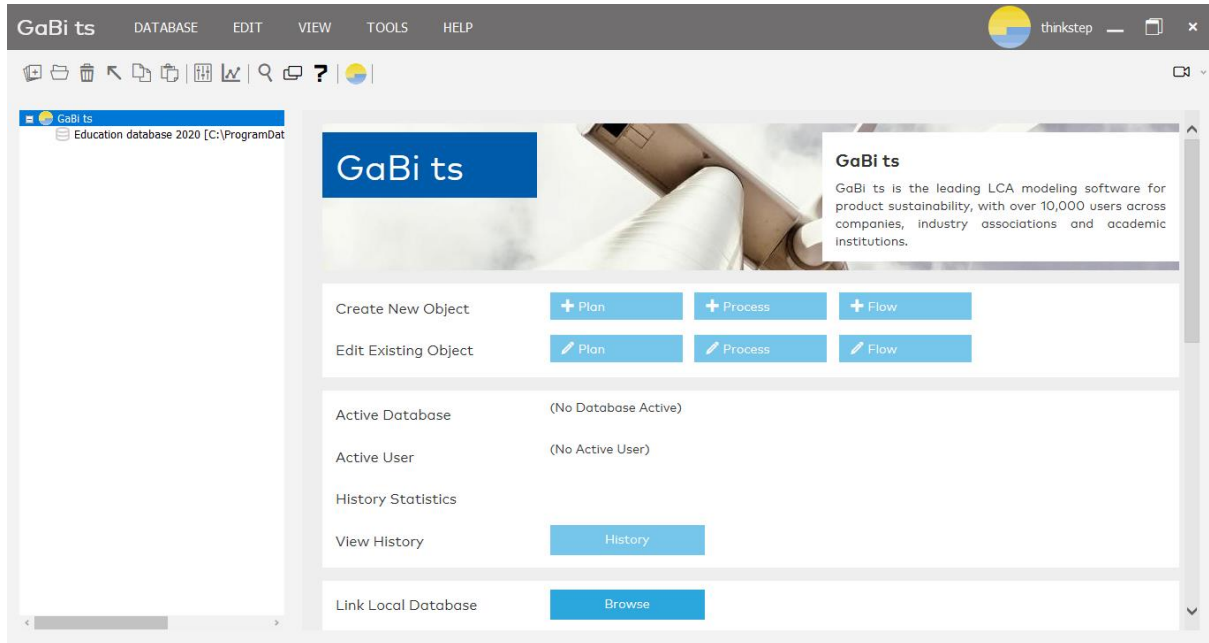 GaBi ts DATABASE EDIT VIEW TOOLS HELP thinkstep
GaBi ts
Education database 2020 [C:\ProgramDat
GaBi ts
GaBi ts
GaBi ts is the leading LCA modeling software for
product sustainability, with over 10,000 users across
companies, industry associations and academic
institutions.
Create New Object Plan Process Flow
Edit Existing Object Plan Process Flow
Active Database (No Database Active)
Active User (No Active User)
History Statistics
View History History
Link Local Database Browse